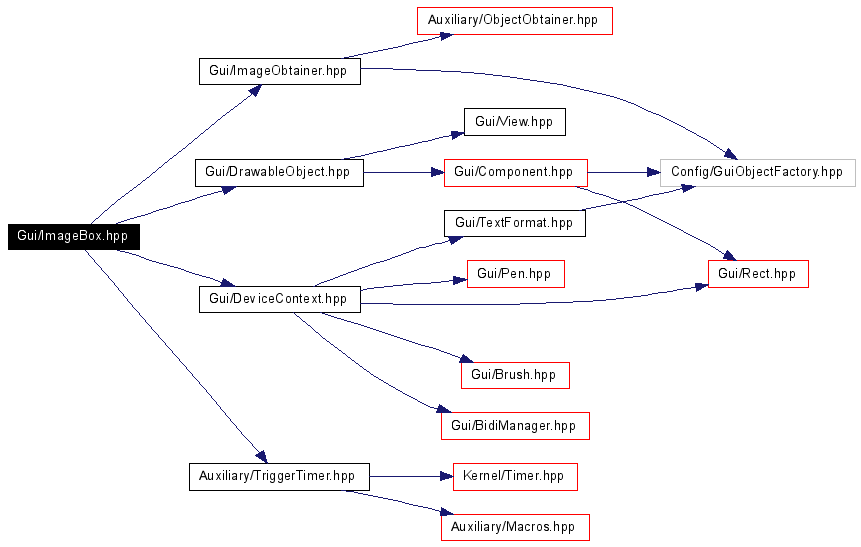 Auxiliary/ObjectObtainer.hpp
Gui/ImageObtainer.hpp
Gui/View.hpp
Gui/DrawableObject.hpp
Gui/Component.hpp
Config/GuiObjectFactory.hpp
Gui/TextFormat.hpp
Gui/ImageBox.hpp
Gui/Pen.hpp
Gui/Rect.hpp
Gui/DeviceContext.hpp
Gui/Brush.hpp
Gui/BidiManager.hpp
Auxiliary/TriggerTimer.hpp
Kernel/Timer.hpp
Auxiliary/Macros.hpp